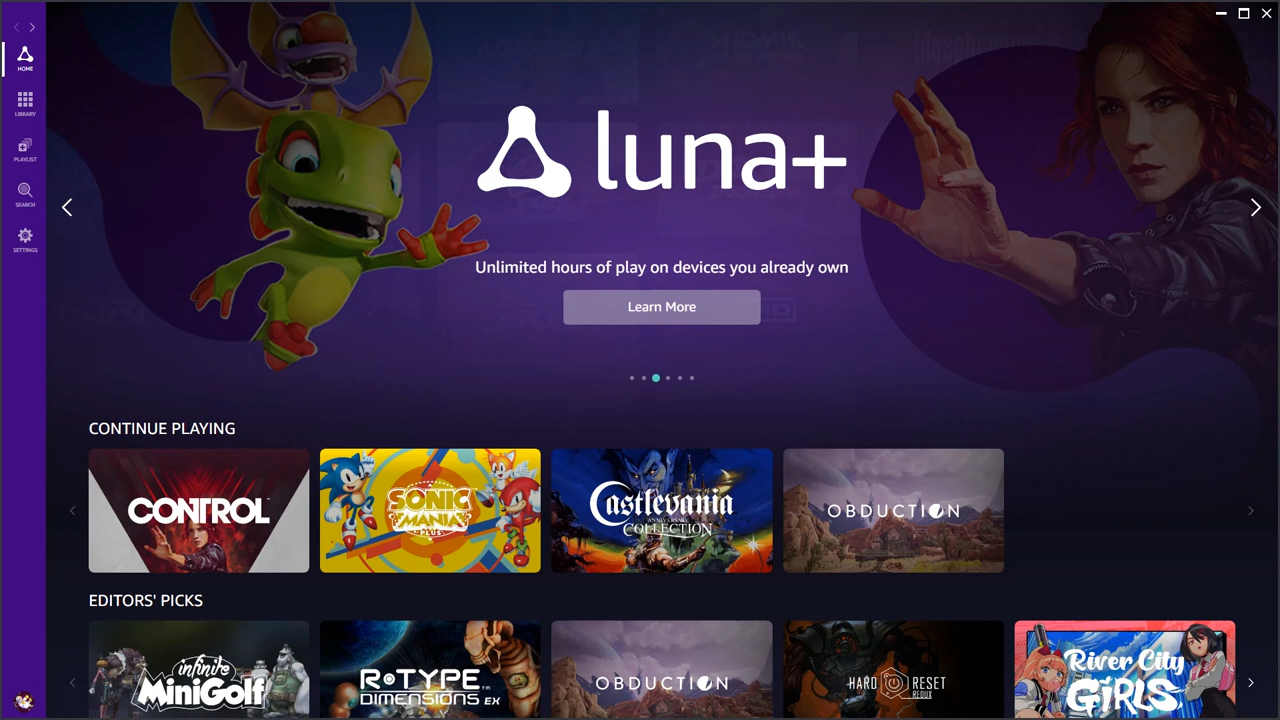 HOME
LIBRARY
PLAYLIST
SEARCH
SETTINGS
luna+
Unlimited hours of play on devices you already own
Learn More
CONTINUE PLAYING
CONTROL
SONIC
MANIA
PLUS
Castlevania
ANNIVERSARY
COLLECTION
OBDUCTION
EDITORS' PICKS
infinite
MiniGolf
R-TYPE™
DIMENSIONS EX
OBDUCTION
HARD RESET
REDUX
River City
GiRLS